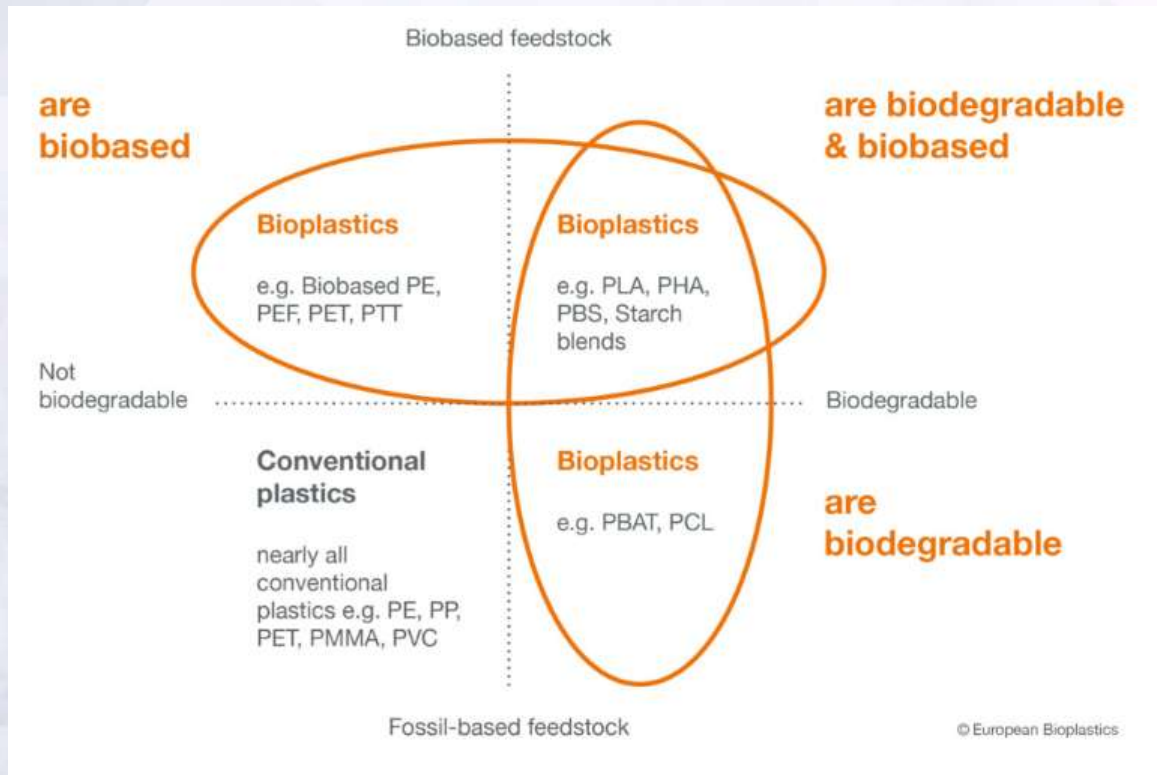 Biobased feedstock
are
biobased
are biodegradable
& biobased
Bioplastics
e.g. Biobased PE,
PEF, PET, PTT
Bioplastics
e.g. PLA, PHA,
PBS, Starch
blends
Not
biodegradable
Biodegradable
Conventional
plastics
nearly all
conventional
plastics e.g. PE, PP,
PET, PMMA, PVC
Bioplastics
e.g. PBAT, PCL
are
biodegradable
Fossil-based feedstock
© European Bioplastics